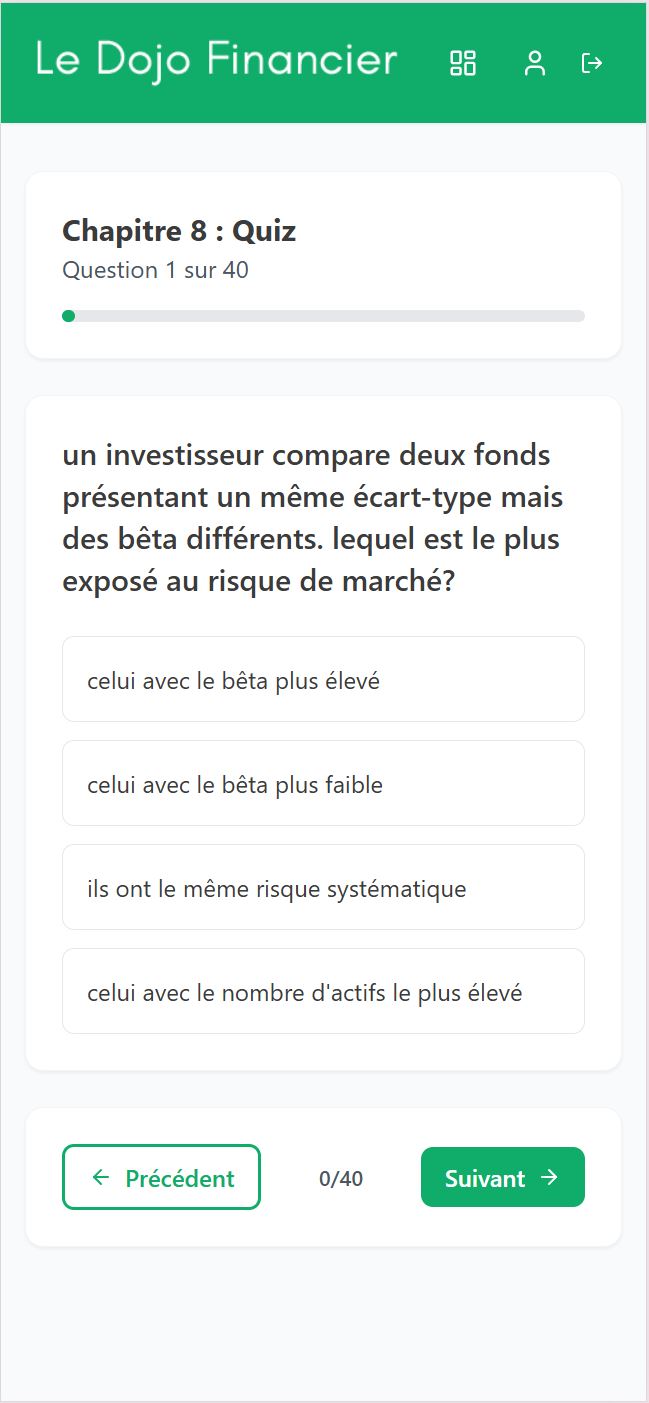 Le Dojo Financier
Chapitre 8 : Quiz
Question 1 sur 40
un investisseur compare deux fonds
présentant un même écart-type mais
des bêta différents. lequel est le plus
exposé au risque de marché?
celui avec le bêta plus élevé
celui avec le bêta plus faible
ils ont le même risque systématique
celui avec le nombre d'actifs le plus élevé
← Précédent
0/40
Suivant →